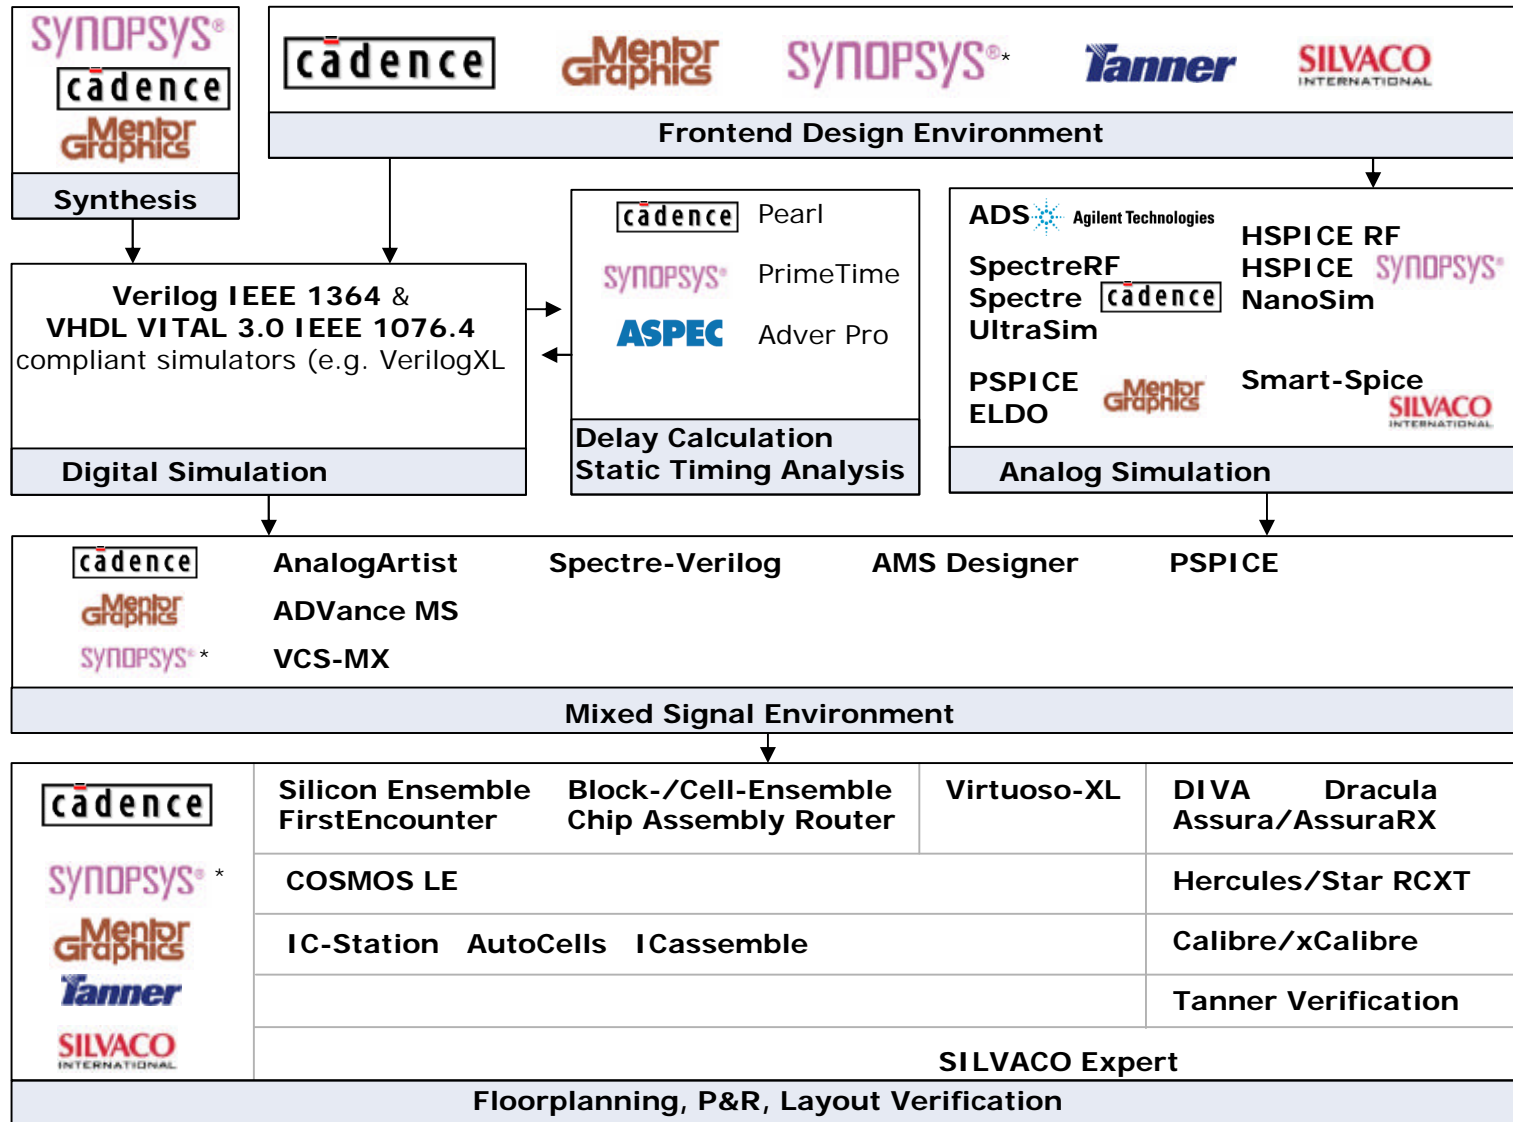 SYNOPSYS®
cadence
Mentor
Graphics
Synthesis
cadence
Mentor
Graphics
SYNOPSYS®*
Tanner
SILVACO
INTERNATIONAL
Frontend Design Environment
Verilog IEEE 1364 &
VHDL VITAL 3.0 IEEE 1076.4
compliant simulators (e.g. VerilogXL
Digital Simulation
cadence Pearl
SYNOPSYS® PrimeTime
ASPEC Adver Pro
Delay Calculation
Static Timing Analysis
ADS Agilent Technologies
SpectreRF
Spectre cadence
UltraSim
PSPICE
ELDO
Mentor
Graphics
HSPICE RF
HSPICE SYNOPSYS®
NanoSim
Smart-Spice
SILVACO
INTERNATIONAL
Analog Simulation
cadence AnalogArtist Spectre-Verilog AMS Designer PSPICE
Mentor
Graphics
ADVance MS
SYNOPSYS®* VCS-MX
Mixed Signal Environment
cadence
Silicon Ensemble Block-/Cell-Ensemble Virtuoso-XL DIVA Dracula
FirstEncounter Chip Assembly Router Assura/AssuraRX
SYNOPSYS® * COSMOS LE Hercules/Star RCXT
Mentor
Graphics
IC-Station AutoCells ICassemble Calibre/xCalibre
Tanner Tanner Verification
SILVACO
INTERNATIONAL
SILVACO Expert
Floorplanning, P&R, Layout Verification